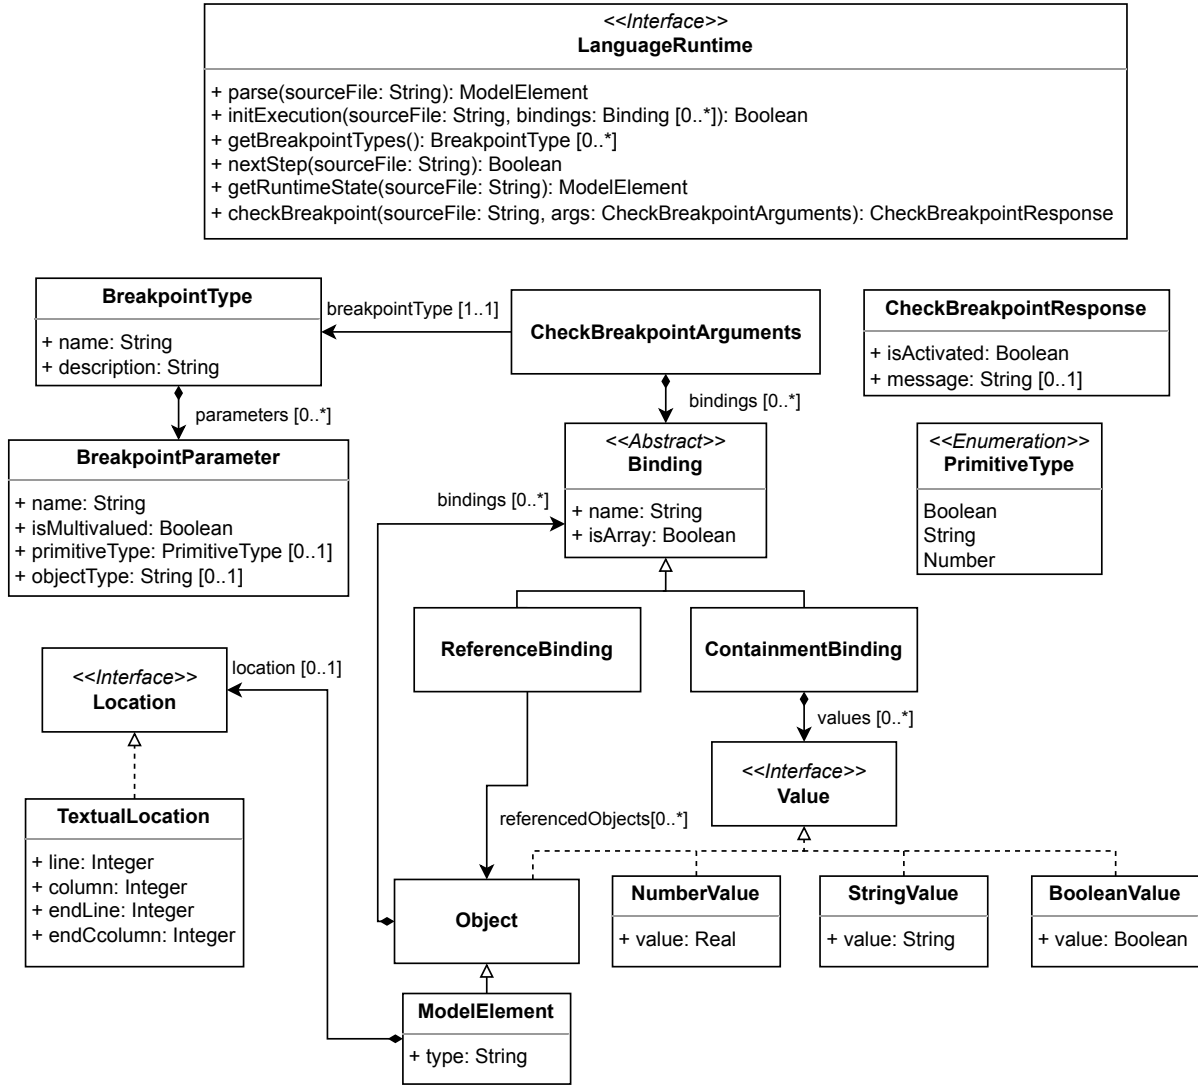 <<Interface>>
LanguageRuntime
+ parse(sourceFile: String): ModelElement
+ initExecution(sourceFile: String, bindings: Binding [0..*]): Boolean
+ getBreakpointTypes(): BreakpointType [0..*]
+ nextStep(sourceFile: String): Boolean
+ getRuntimeState(sourceFile: String): ModelElement
+ checkBreakpoint(sourceFile: String, args: CheckBreakpointArguments): CheckBreakpointResponse
BreakpointType
+ name: String
+ description: String
breakpointType [1..1]
CheckBreakpointArguments
CheckBreakpointResponse
+ isActivated: Boolean
+ message: String [0..1]
parameters [0..*]
bindings [0..*]
BreakpointParameter
+ name: String
+ isMultivalued: Boolean
+ primitiveType: PrimitiveType [0..1]
+ objectType: String [0..1]
bindings [0..*]
<<Abstract>>
Binding
+ name: String
+ isArray: Boolean
<<Enumeration>>
PrimitiveType
Boolean
String
Number
ReferenceBinding
ContainmentBinding
<<Interface>>
Location
location [0..1]
values [0..*]
<<Interface>>
Value
TextualLocation
+ line: Integer
+ column: Integer
+ endLine: Integer
+ endCcolumn: Integer
referencedObjects[0..*]
Object
NumberValue
+ value: Real
StringValue
+ value: String
BooleanValue
+ value: Boolean
ModelElement
+ type: String